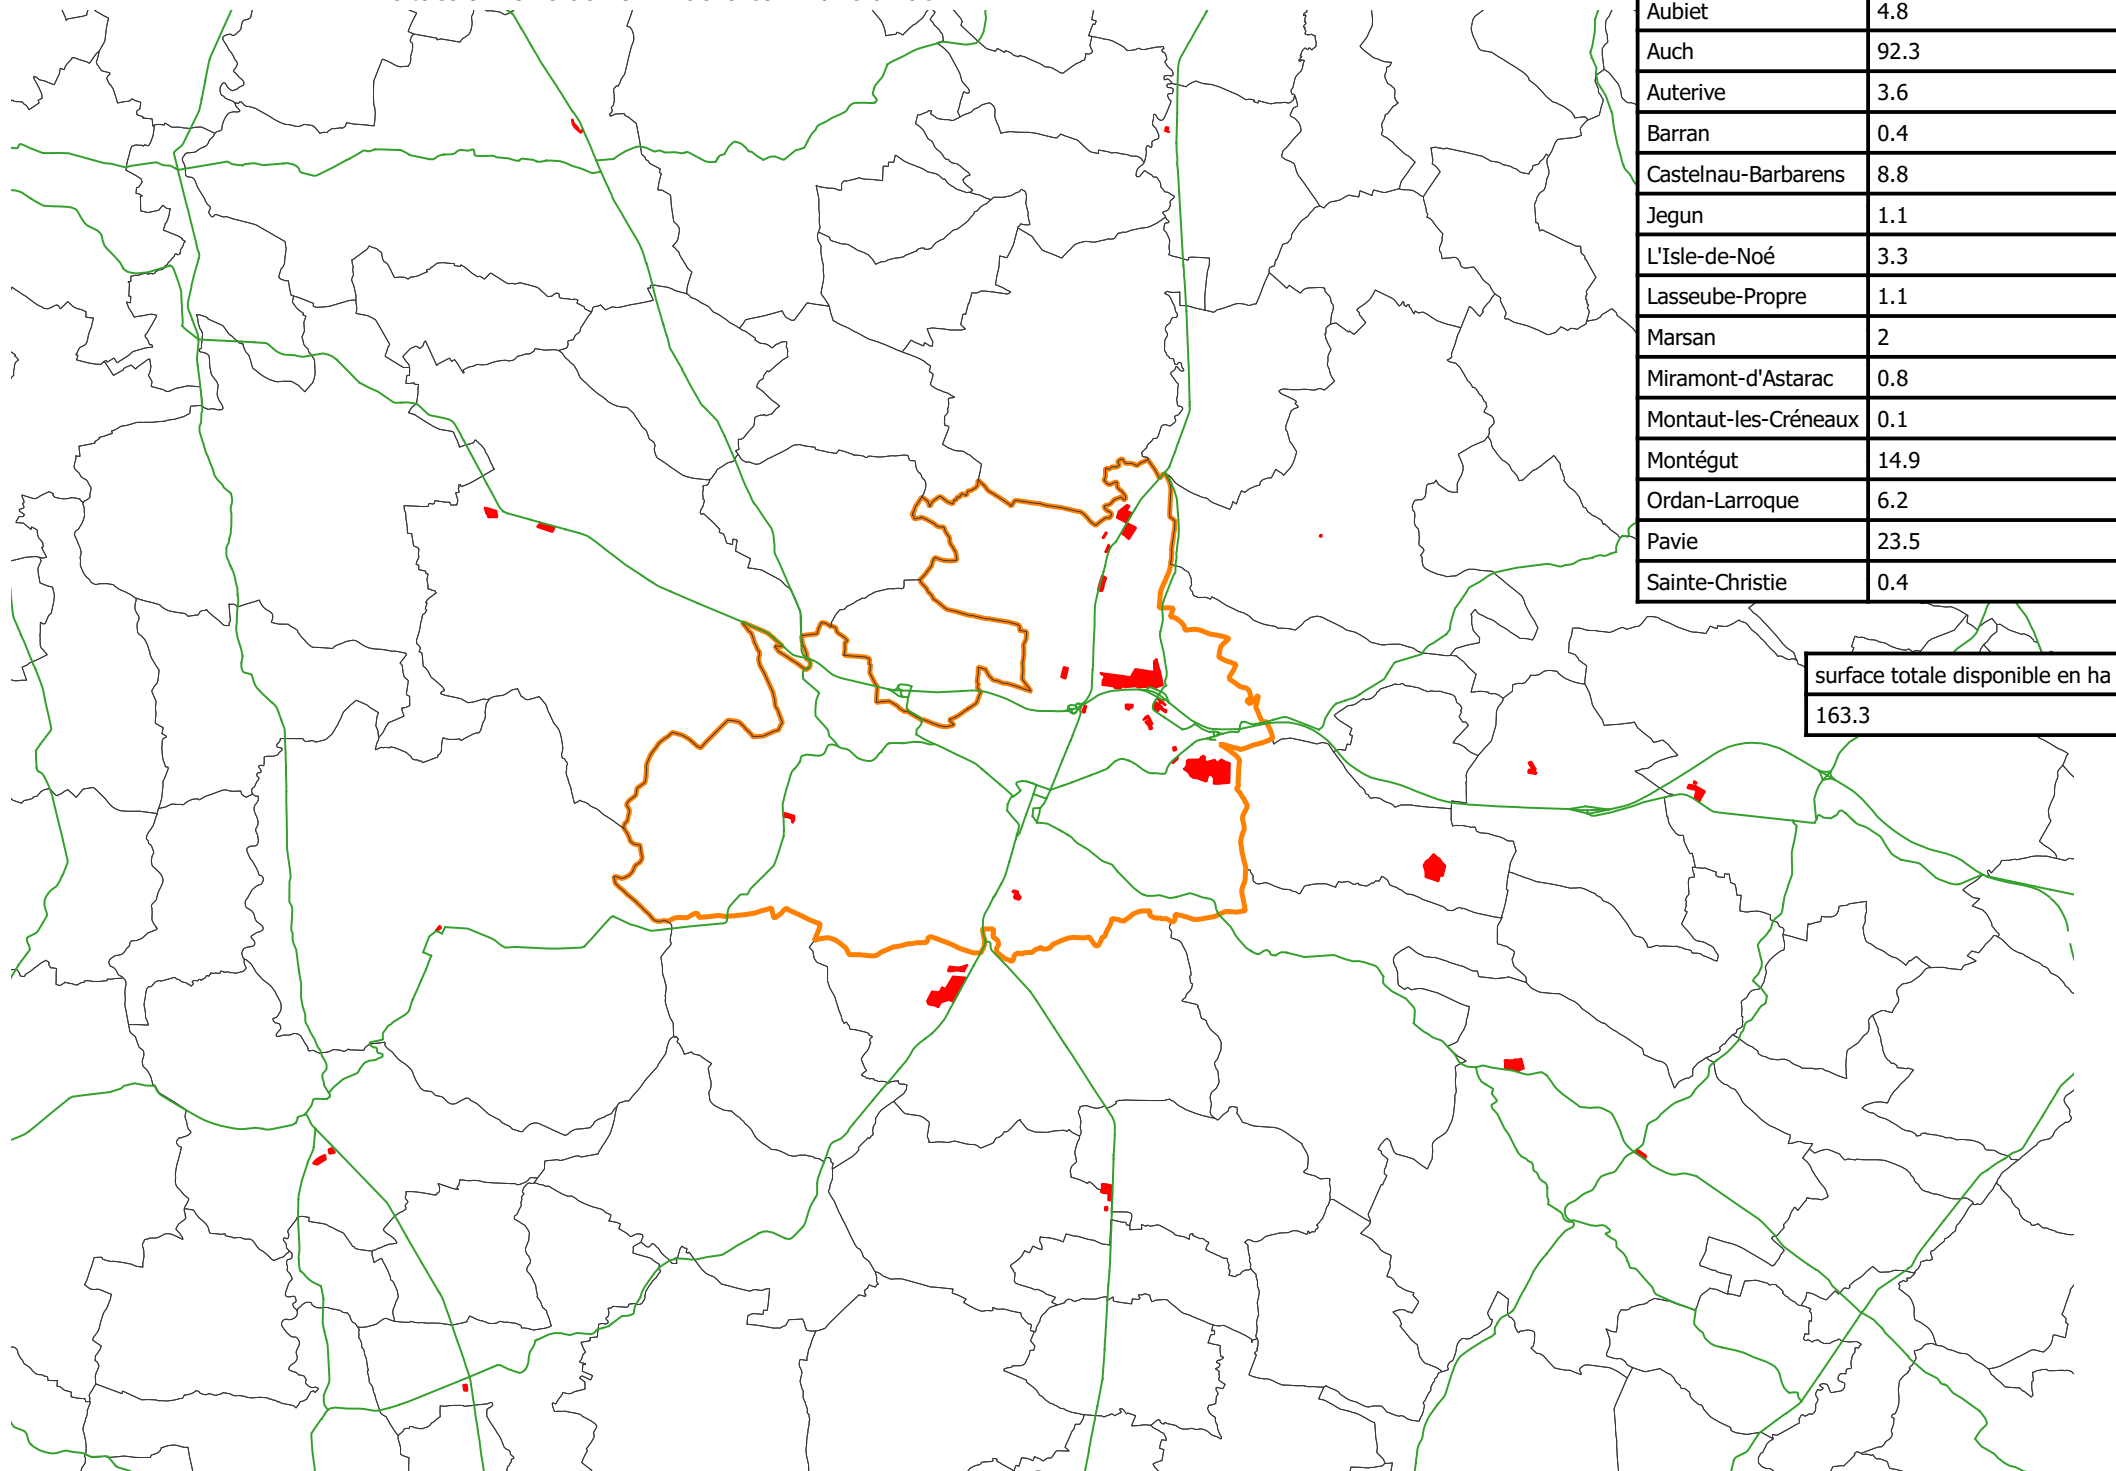 Aubiet 4.8
Auch 92.3
Auterive 3.6
Barran 0.4
Castelnau-Barbarens 8.8
Jegun 1.1
L'Isle-de-Noé 3.3
Lasseube-Propre 1.1
Marsan 2
Miramont-d'Astarac 0.8
Montaut-les-Créneaux 0.1
Montégut 14.9
Ordan-Larroque 6.2
Pavie 23.5
Sainte-Christie 0.4
surface totale disponible en ha
163.3